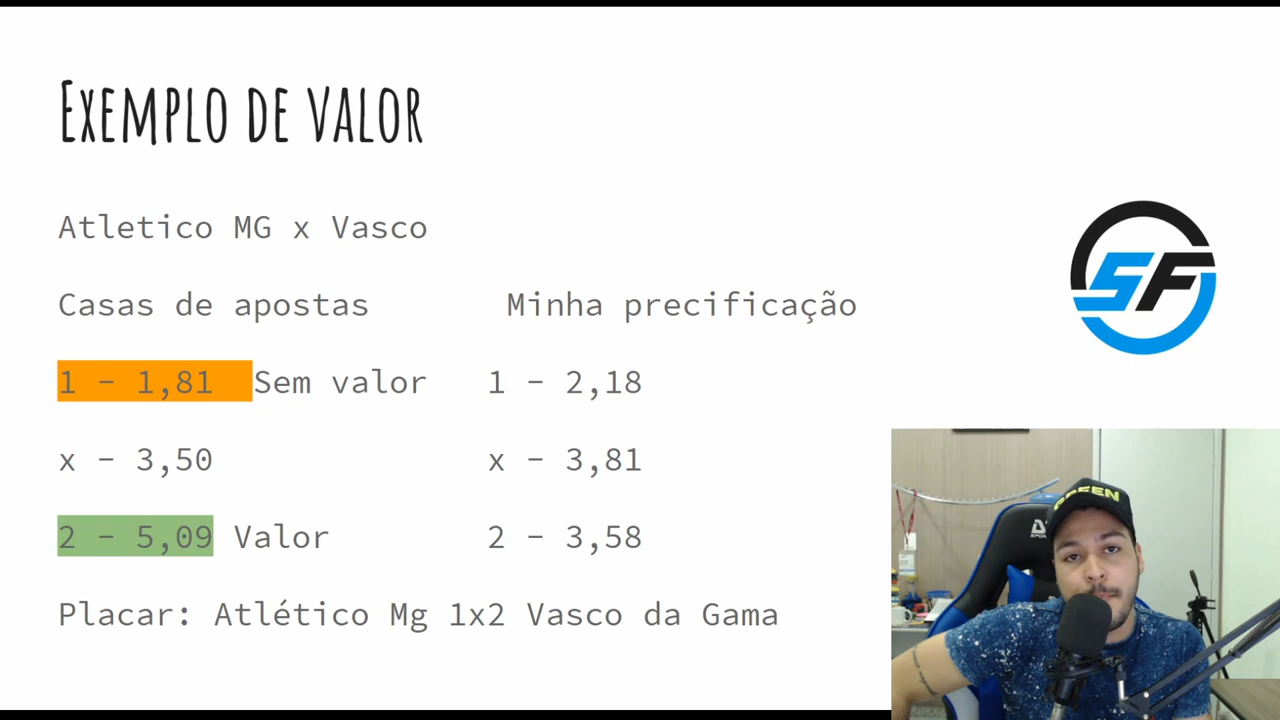 EXEMPLO DE VALOR
Atletico MG x Vasco
Casas de apostas Minha precificação
1 - 1,81 Sem valor 1 - 2,18
x - 3,50 x - 3,81
2 - 5,09 Valor 2 - 3,58
Placar: Atlético Mg 1x2 Vasco da Gama
SF
GREEN